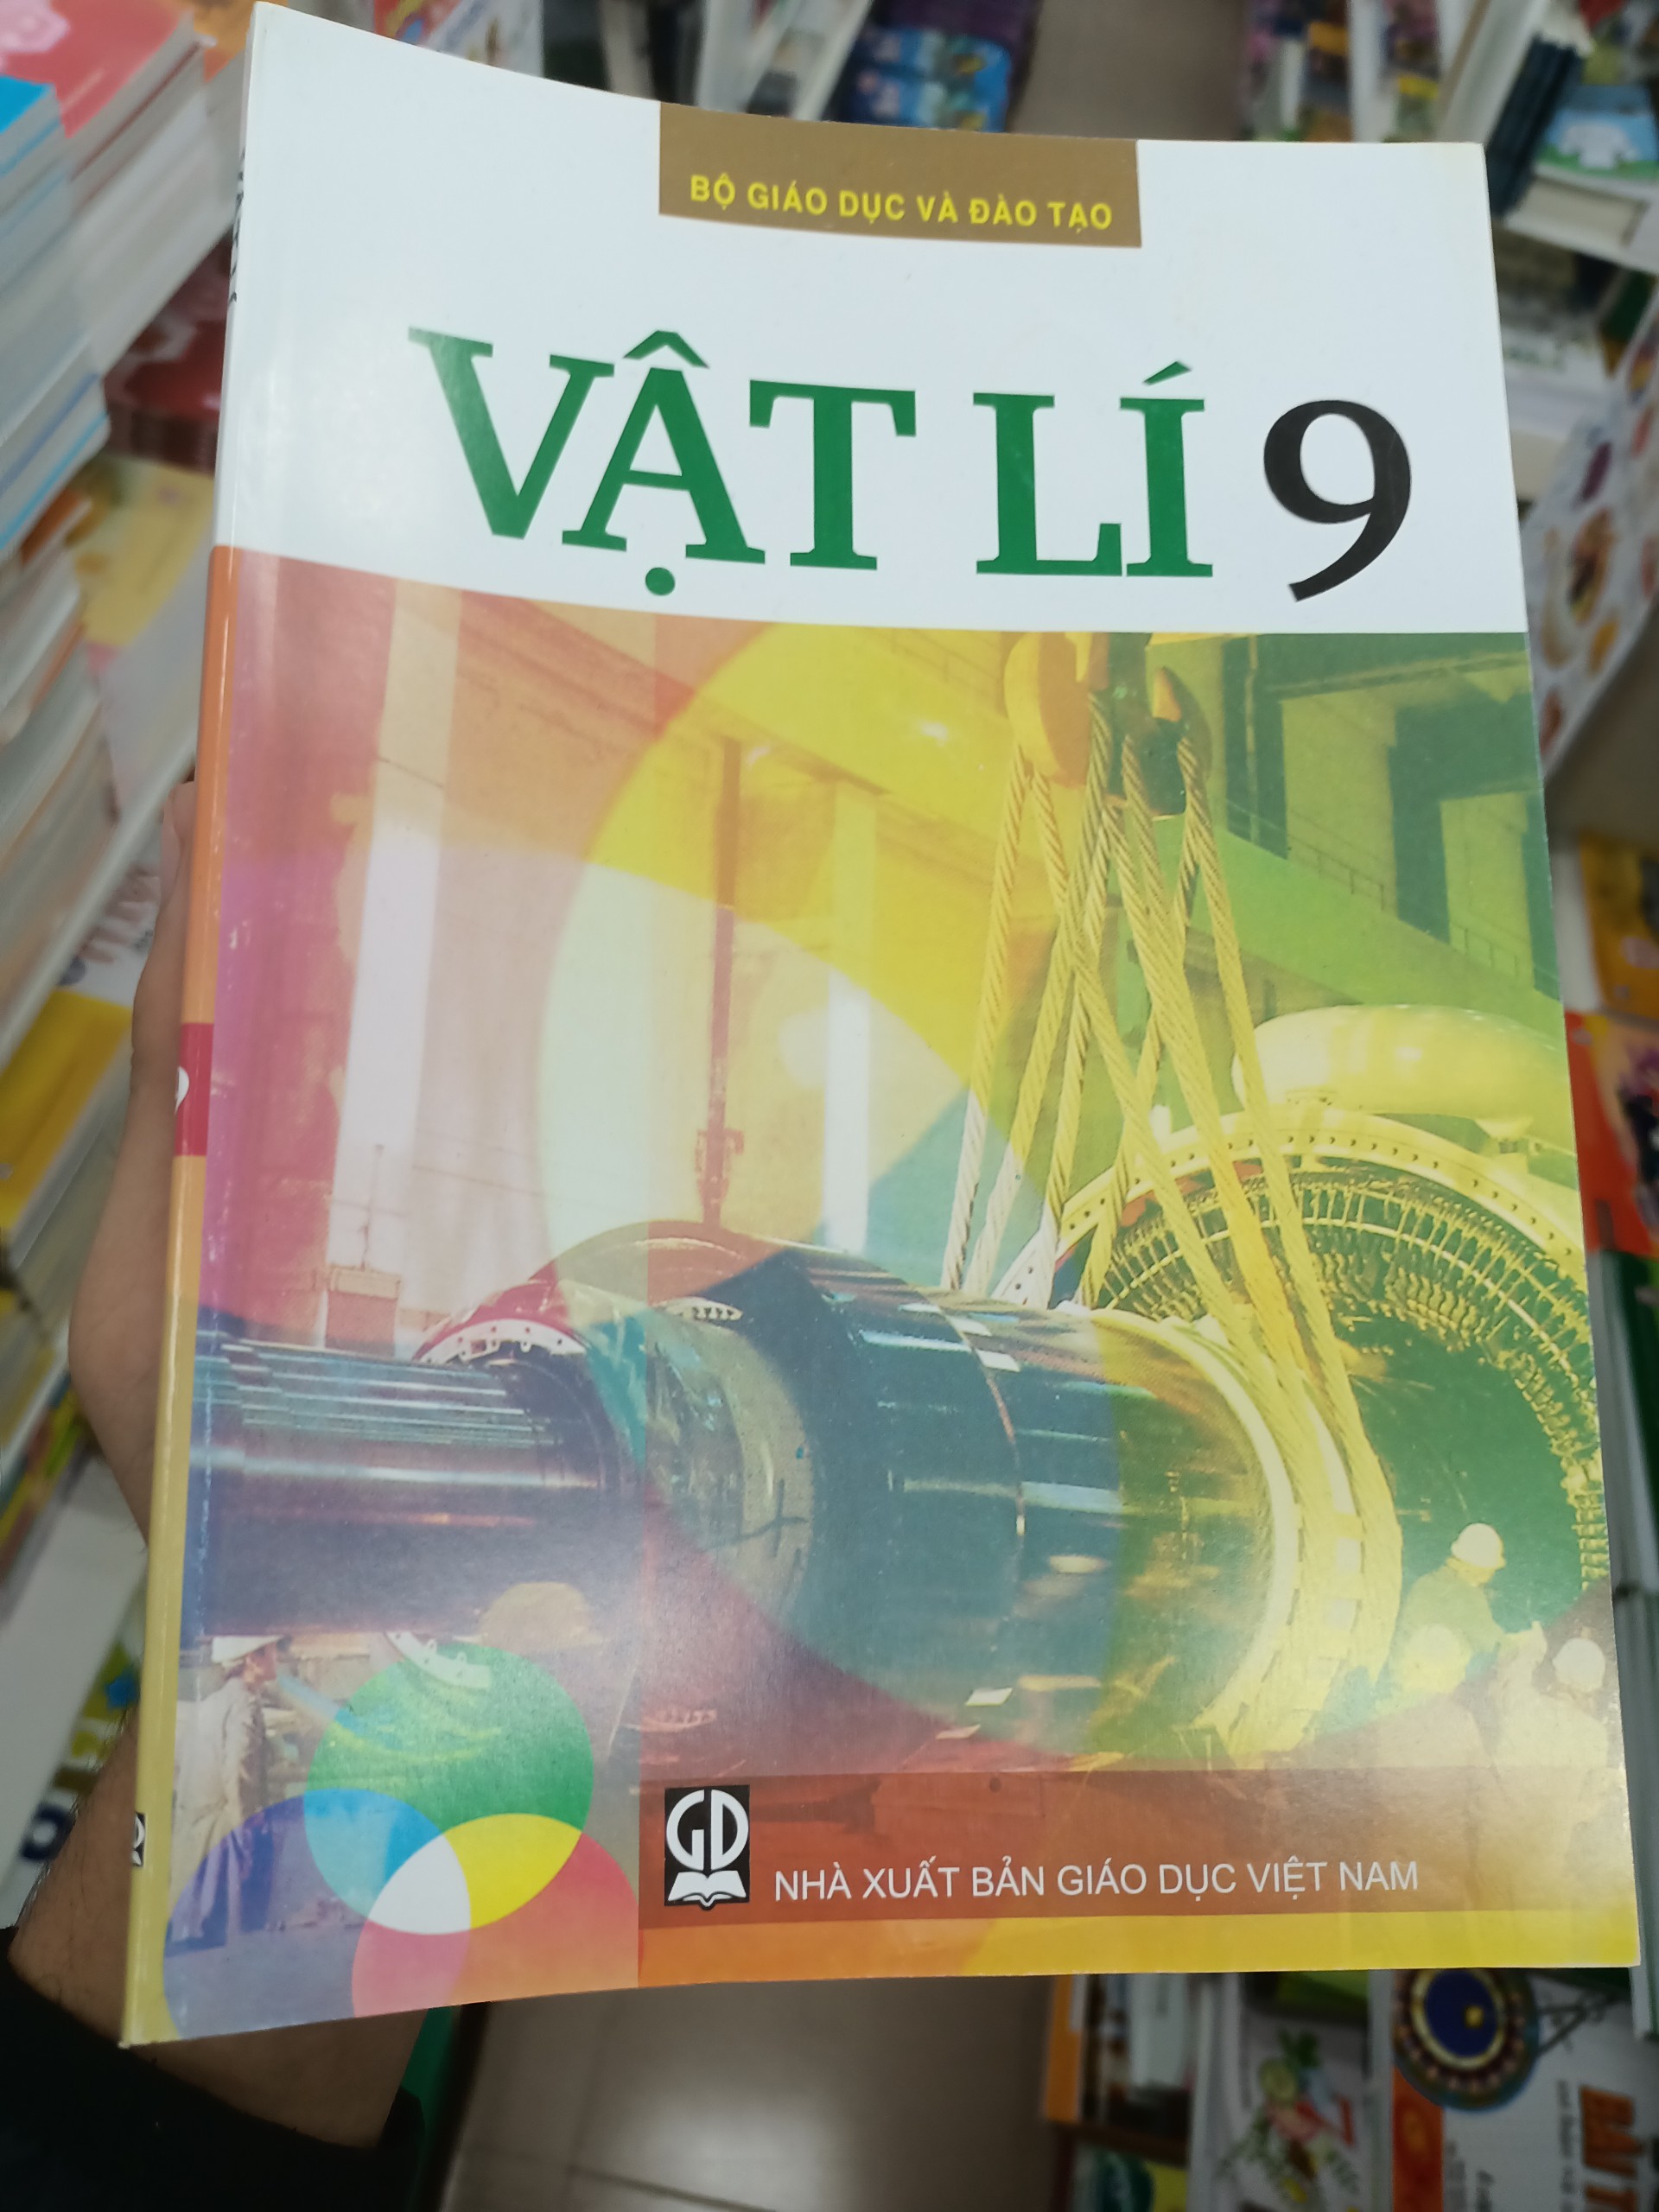 BỘ GIÁO DỤC VÀ ĐÀO TẠO
VẬT LÍ 9
GD
NHÀ XUẤT BẢN GIÁO DỤC VIỆT NAM